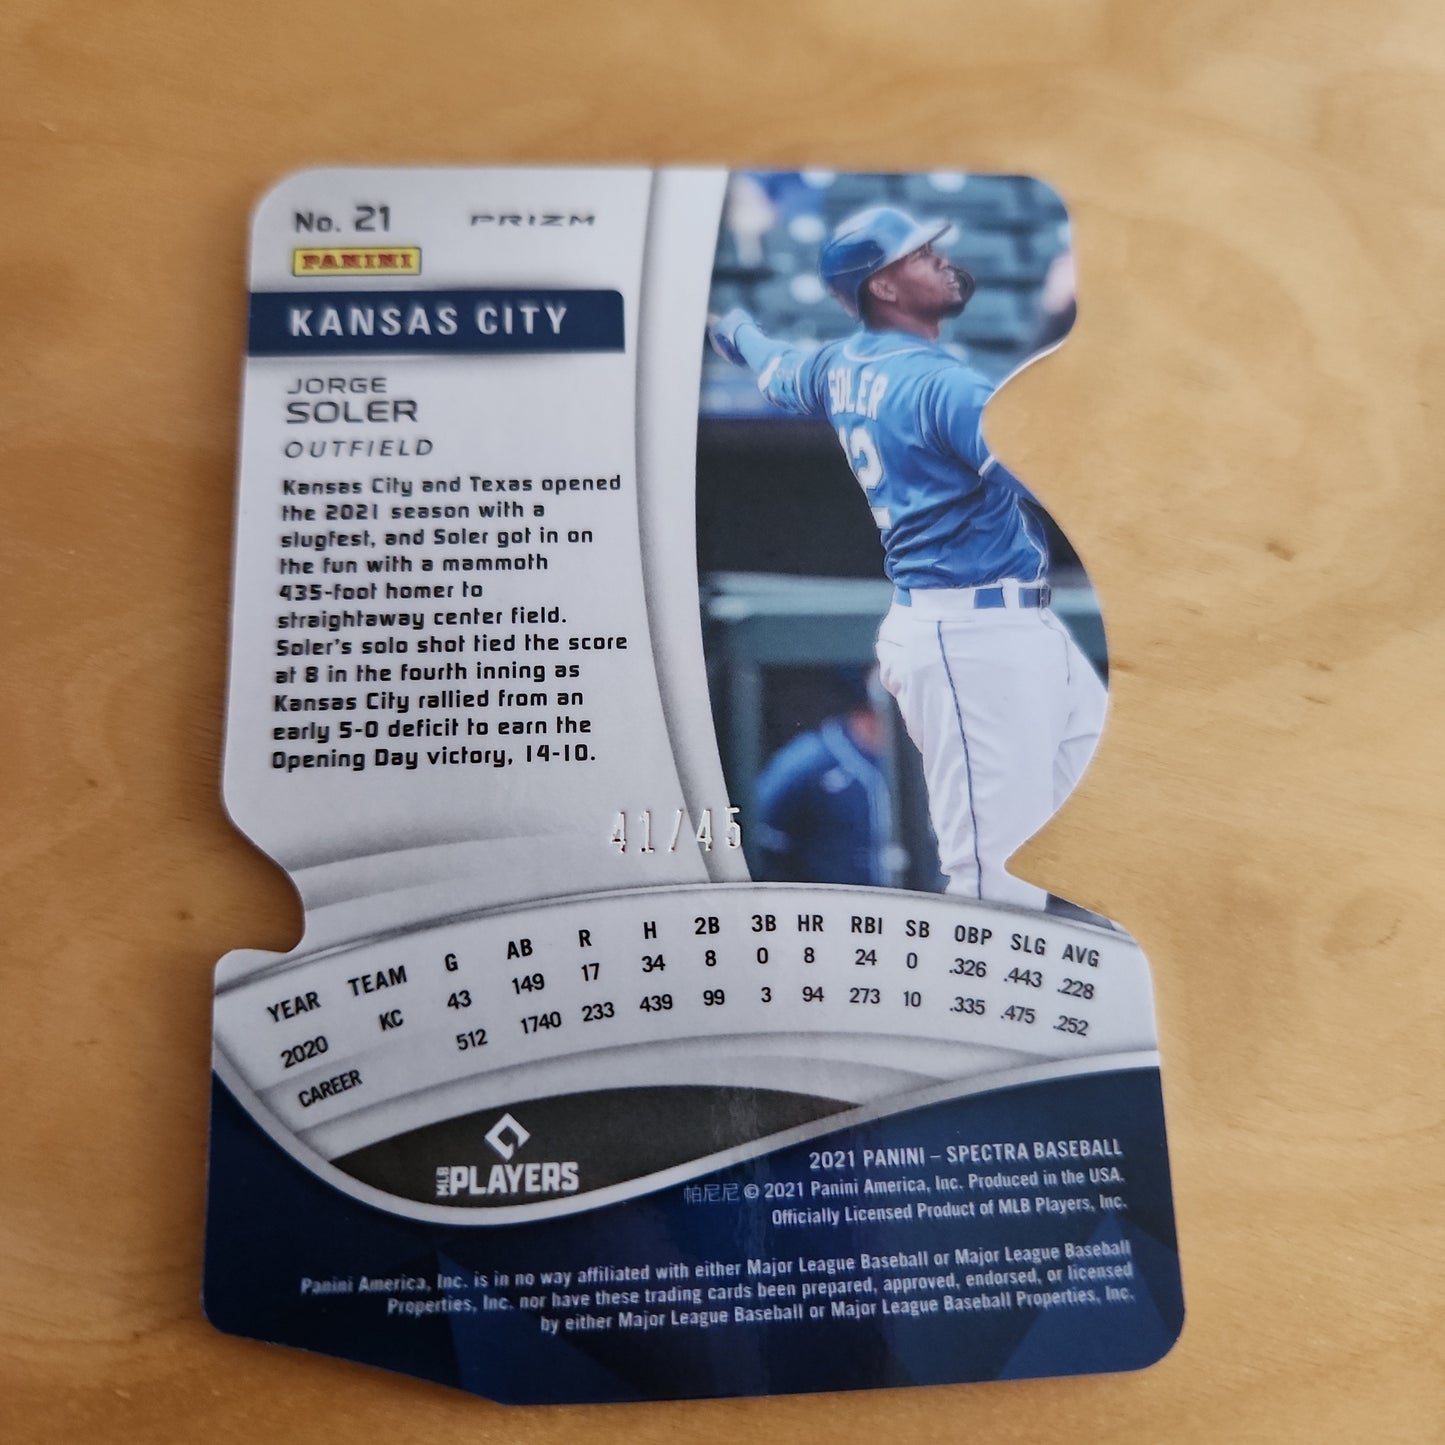 No. 21 PRIZM
PANINI
KANSAS CITY
JORGE
SOLER
OUTFIELD
Kansas City and Texas opened
the 2021 season with a
slugfest, and Soler got in on
the fun with a mammoth
435-foot homer to
straightaway center field.
Soler's solo shot tied the score
at 8 in the fourth inning as
Kansas City rallied from an
early 5-0 deficit to earn the
Opening Day victory, 14-10.
SOLER
12
41/45
YEAR TEAM G AB R H 2B 3B HR RBI SB OBP SLG AVG
2020 KC 43 149 17 34 8 0 8 24 0 .326 .443 .228
CAREER 512 1740 233 439 99 3 94 273 10 .335 .475 .252
MLB PLAYERS
2021 PANINI – SPECTRA BASEBALL
帕尼尼 © 2021 Panini America, Inc. Produced in the USA.
Officially Licensed Product of MLB Players, Inc.
Panini America, Inc. is in no way affiliated with either Major League Baseball or Major League Baseball
Properties, Inc. nor have these trading cards been prepared, approved, endorsed, or licensed
by either Major League Baseball or Major League Baseball Properties, Inc.